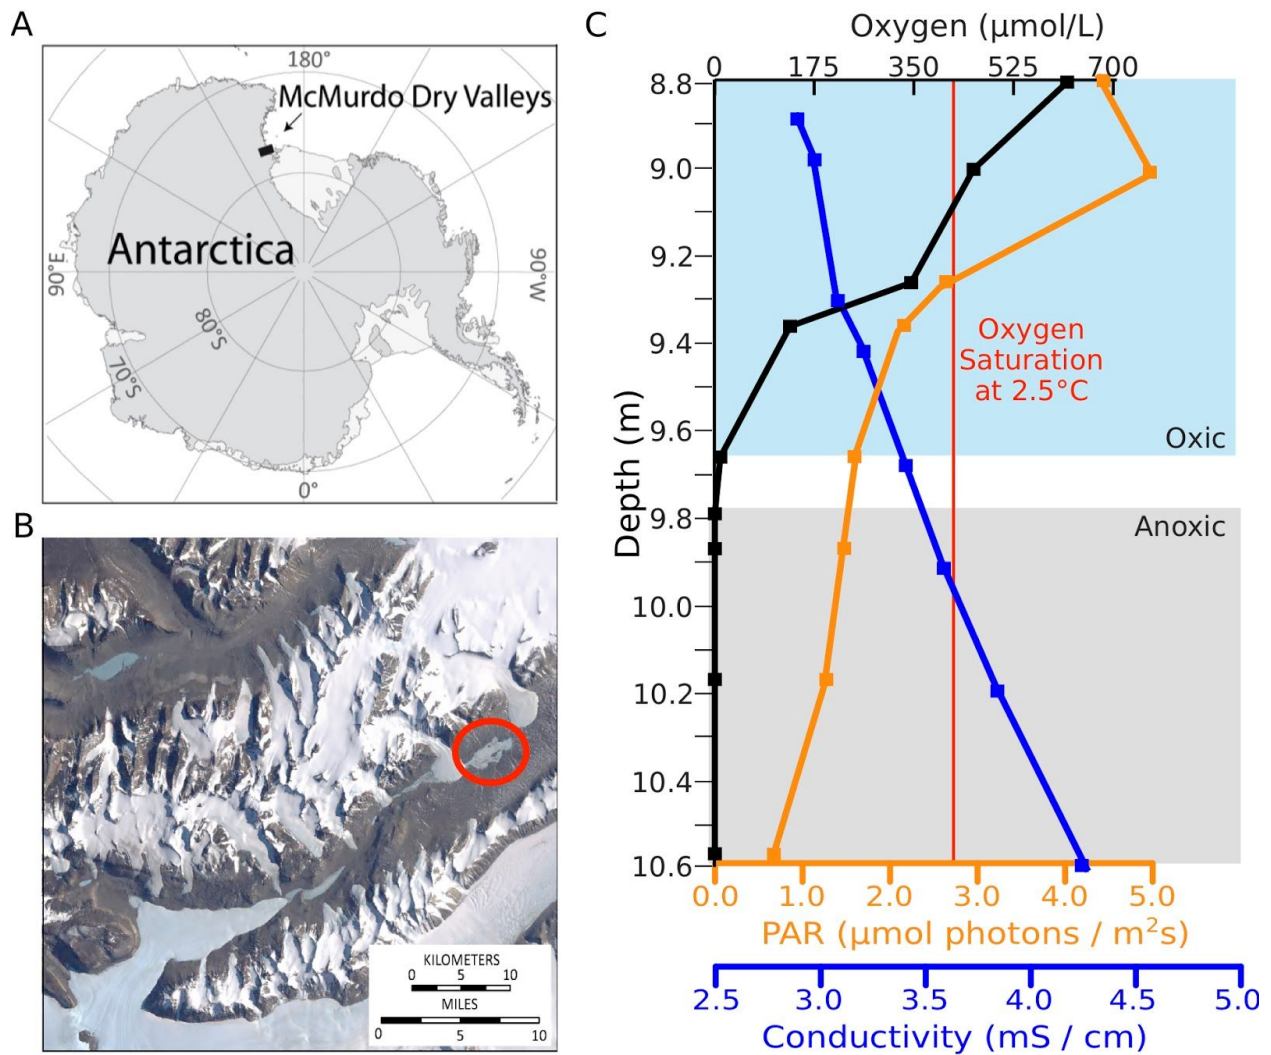 A
180°
McMurdo Dry Valleys
Antarctica
90°E
90°W
80°S
70°S
0°
B
KILOMETERS
0 5 10
MILES
0 5 10
C
Oxygen (µmol/L)
0 175 350 525 700
8.8
9.0
9.2
9.4
9.6
9.8
10.0
10.2
10.4
10.6
Depth (m)
Oxygen
Saturation
at 2.5°C
Oxic
Anoxic
0.0 1.0 2.0 3.0 4.0 5.0
PAR (µmol photons / m²s)
2.5 3.0 3.5 4.0 4.5 5.0
Conductivity (mS / cm)